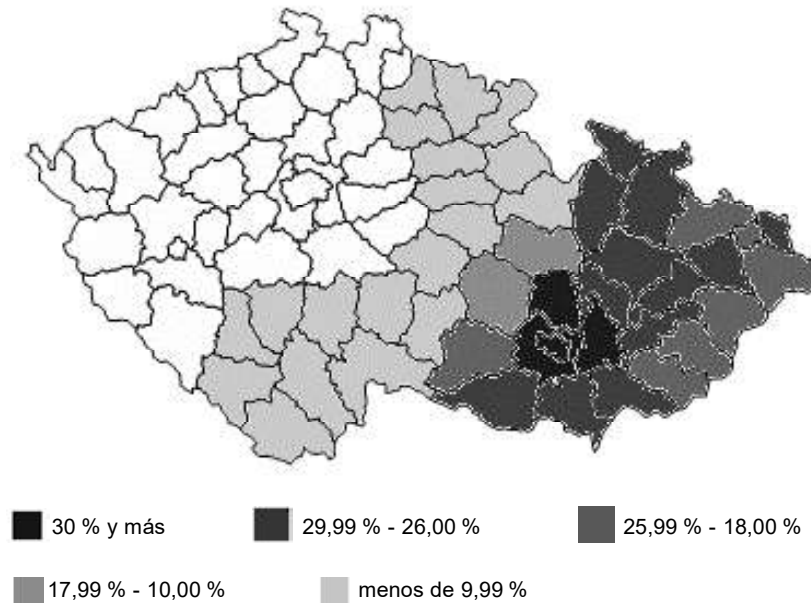 30 % y más
29,99 % - 26,00 %
25,99 % - 18,00 %
17,99 % - 10,00 %
menos de 9,99 %